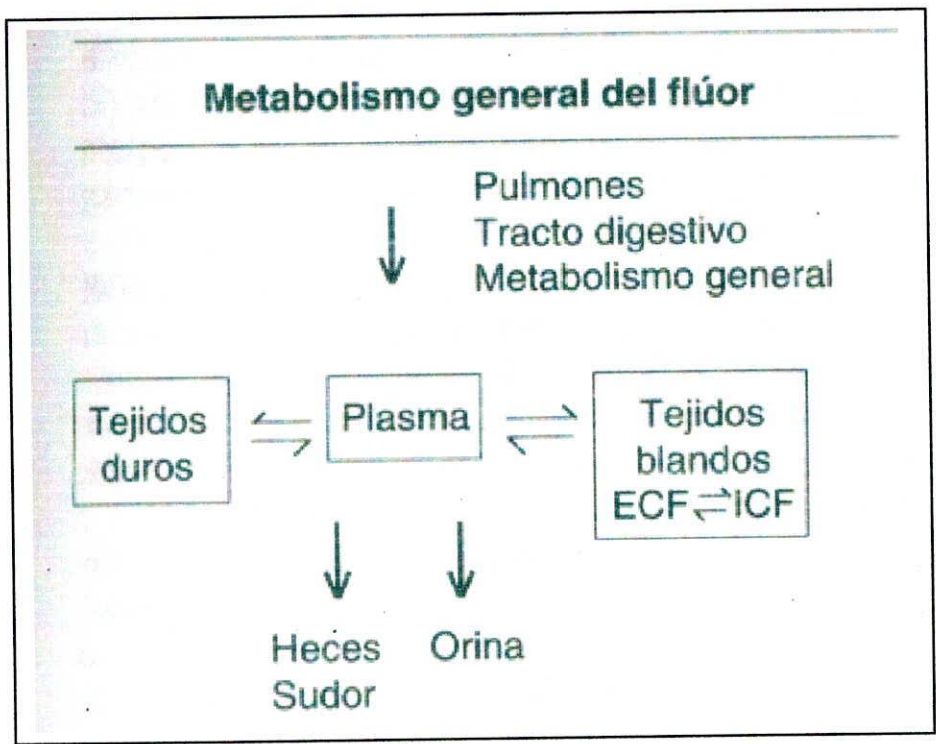 Metabolismo general del flúor
Pulmones
Tracto digestivo
Metabolismo general
Tejidos
duros
Plasma
Tejidos
blandos
ECF⇌ICF
Heces
Sudor
Orina